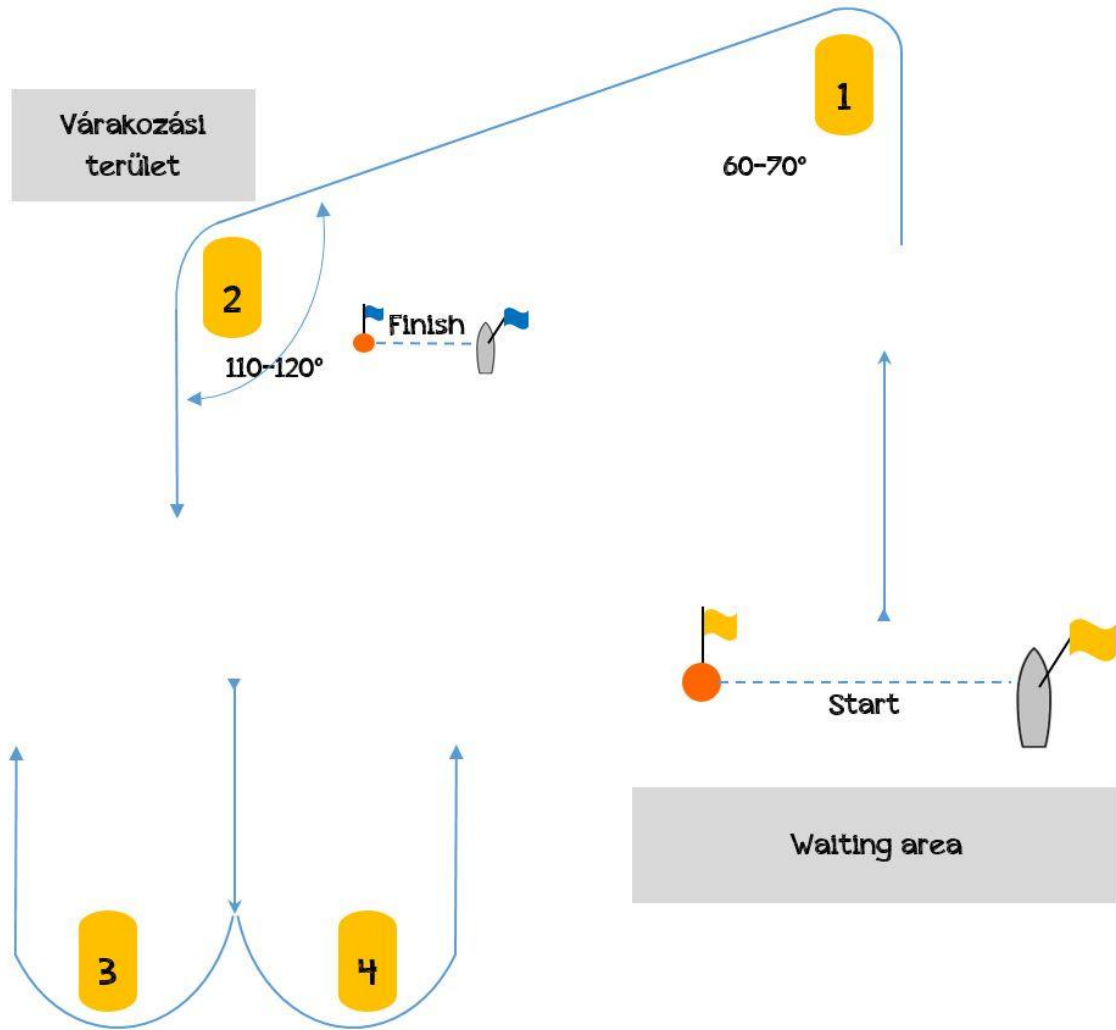 1
Várakozási
terület
60-70°
2
Finish
110-120°
Start
Waiting area
3
4